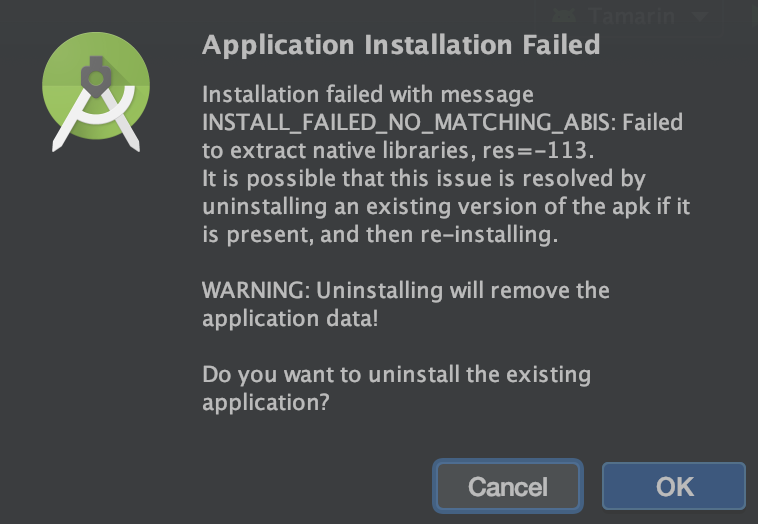 Tamarin
Application Installation Failed
Installation failed with message
INSTALL_FAILED_NO_MATCHING_ABIS: Failed
to extract native libraries, res=-113.
It is possible that this issue is resolved by
uninstalling an existing version of the apk if it
is present, and then re-installing.
WARNING: Uninstalling will remove the
application data!
Do you want to uninstall the existing
application?
Cancel
OK